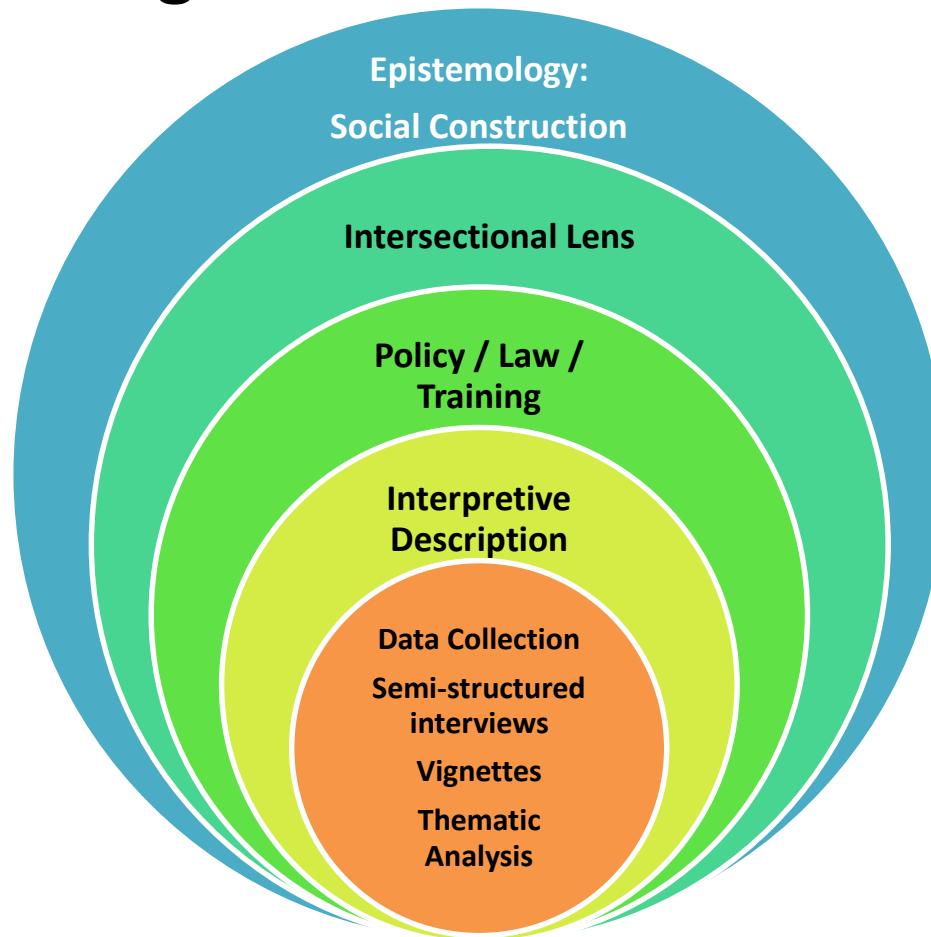 Epistemology:
Social Construction
Intersectional Lens
Policy / Law /
Training
Interpretive
Description
Data Collection
Semi-structured
interviews
Vignettes
Thematic
Analysis